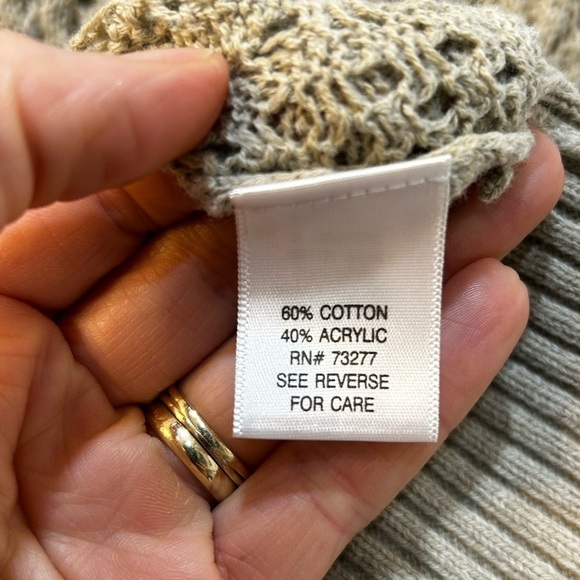 60% COTTON
40% ACRYLIC
RN# 73277
SEE REVERSE
FOR CARE